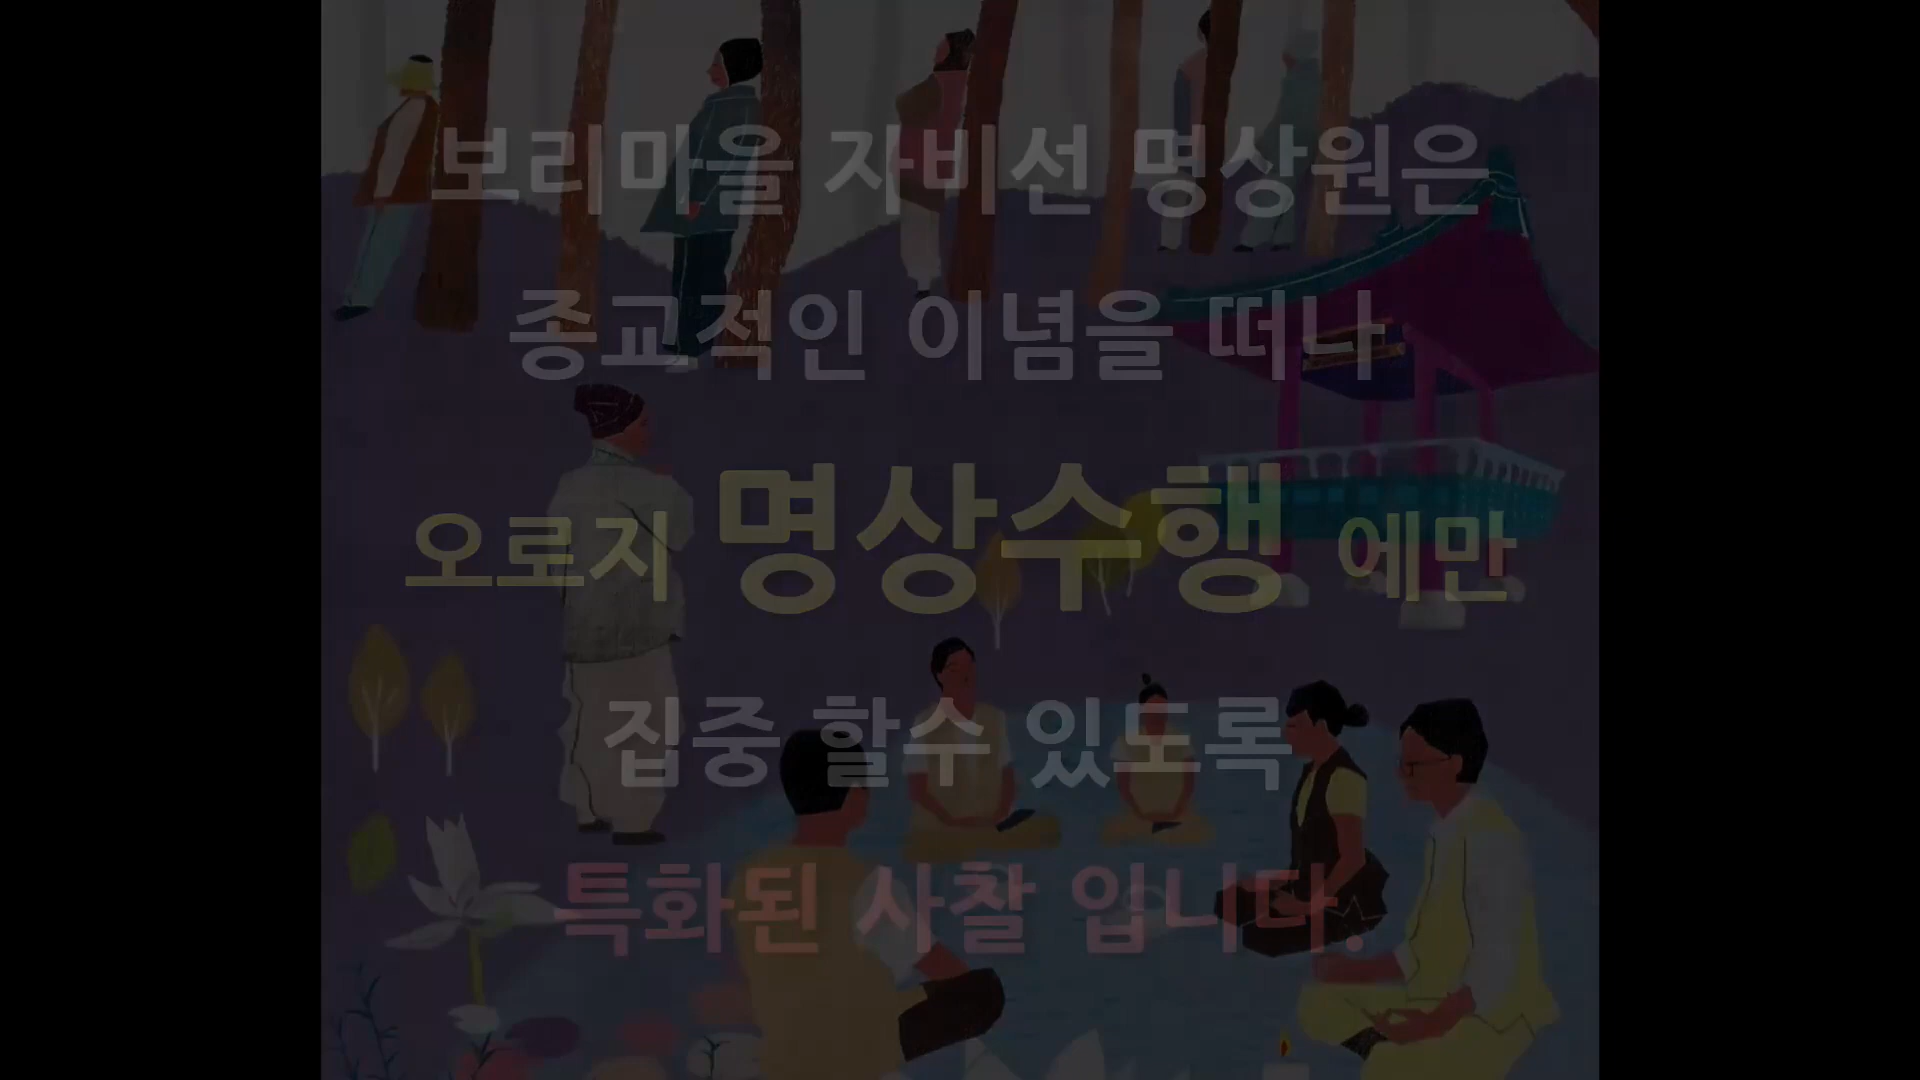 보리마을 자비선 명상원은
종교적인 이념을 떠나
오로지 명상수행 에만
집중 할수 있도록
특화된 사찰 입니다.